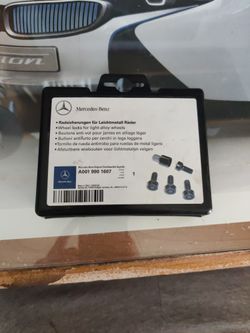 sion
Mercedes-Benz
• Radsicherungen für Leichtmetall Räder
• Wheel locks for light-alloy wheels
• Boulons anti-vol pour jantes en alliage léger
• Bulloni antifurto per cerchi in lega leggera
• Tornillo de rueda antirrobo para ruedas de metal ligero
• Afsluitbare wielbouten voor lichtmetalen velgen
A001 990 1607
1